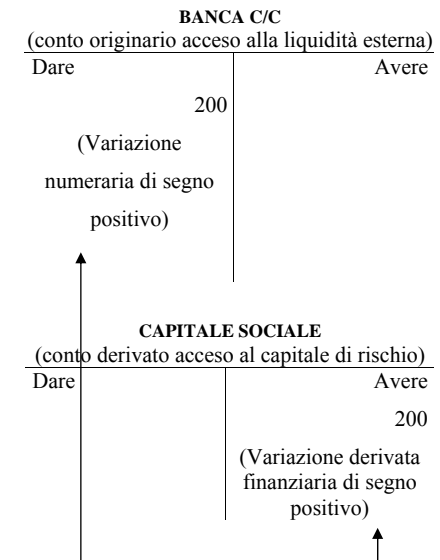 BANCA C/C
(conto originario acceso alla liquidità esterna)
Dare Avere
200
(Variazione
numeraria di segno
positivo)
CAPITALE SOCIALE
(conto derivato acceso al capitale di rischio)
Dare Avere
200
(Variazione derivata
finanziaria di segno
positivo)